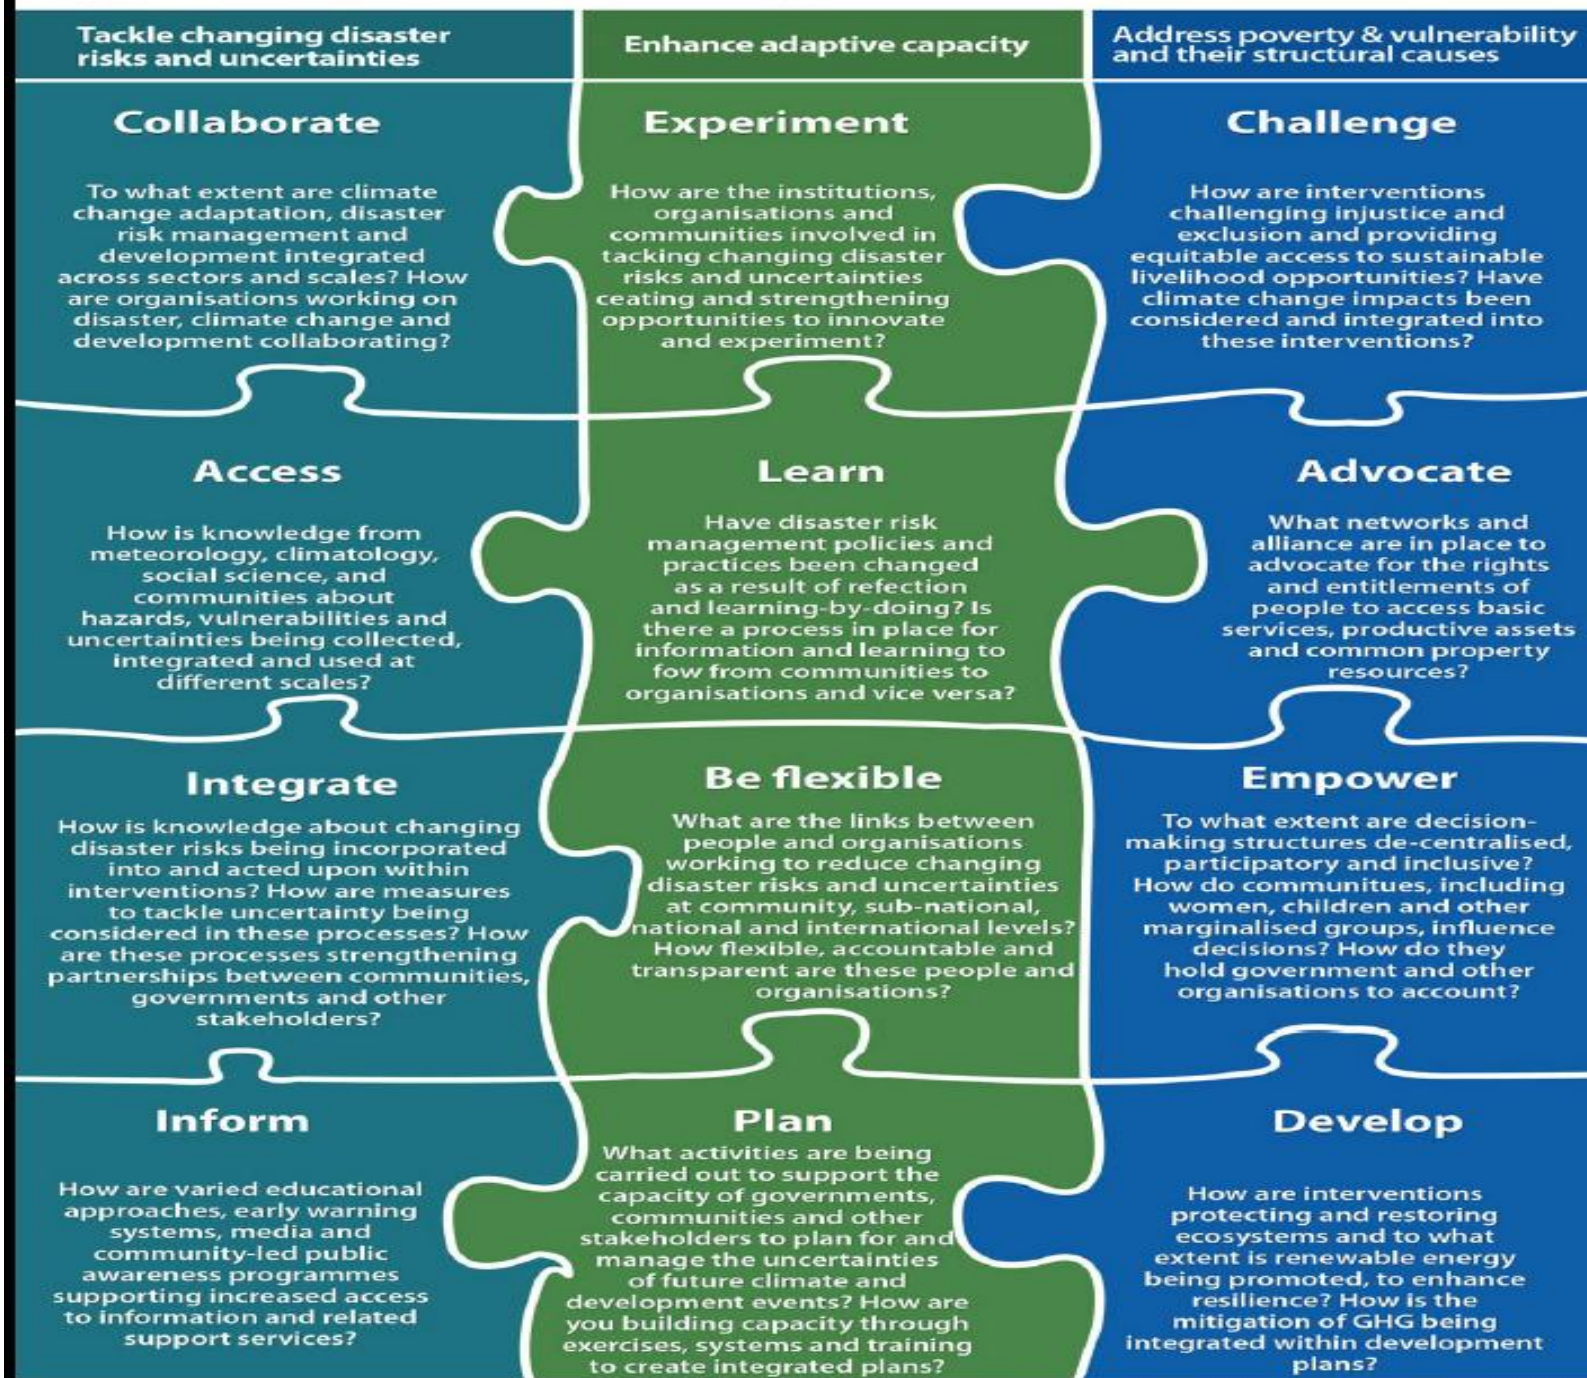 Tackle changing disaster
risks and uncertainties
Enhance adaptive capacity
Address poverty & vulnerability
and their structural causes
Collaborate
To what extent are climate
change adaptation, disaster
risk management and
development integrated
across sectors and scales? How
are organisations working on
disaster, climate change and
development collaborating?
Experiment
How are the institutions,
organisations and
communities involved in
tacking changing disaster
risks and uncertainties
ceating and strengthening
opportunities to innovate
and experiment?
Challenge
How are interventions
challenging injustice and
exclusion and providing
equitable access to sustainable
livelihood opportunities? Have
climate change impacts been
considered and integrated into
these interventions?
Access
How is knowledge from
meteorology, climatology,
social science, and
communities about
hazards, vulnerabilities and
uncertainties being collected,
integrated and used at
different scales?
Learn
Have disaster risk
management policies and
practices been changed
as a result of refection
and learning-by-doing? Is
there a process in place for
information and learning to
fow from communities to
organisations and vice versa?
Advocate
What networks and
alliance are in place to
advocate for the rights
and entitlements of
people to access basic
services, productive assets
and common property
resources?
Integrate
How is knowledge about changing
disaster risks being incorporated
into and acted upon within
interventions? How are measures
to tackle uncertainty being
considered in these processes? How
are these processes strengthening
partnerships between communities,
governments and other
stakeholders?
Be flexible
What are the links between
people and organisations
working to reduce changing
disaster risks and uncertainties
at community, sub-national,
national and international levels?
How flexible, accountable and
transparent are these people and
organisations?
Empower
To what extent are decision-
making structures de-centralised,
participatory and inclusive?
How do communitues, including
women, children and other
marginalised groups, influence
decisions? How do they
hold government and other
organisations to account?
Inform
How are varied educational
approaches, early warning
systems, media and
community-led public
awareness programmes
supporting increased access
to information and related
support services?
Plan
What activities are being
carried out to support the
capacity of governments,
communities and other
stakeholders to plan for and
manage the uncertainties
of future climate and
development events? How are
you building capacity through
exercises, systems and training
to create integrated plans?
Develop
How are interventions
protecting and restoring
ecosystems and to what
extent is renewable energy
being promoted, to enhance
resilience? How is the
mitigation of GHG being
integrated within development
plans?